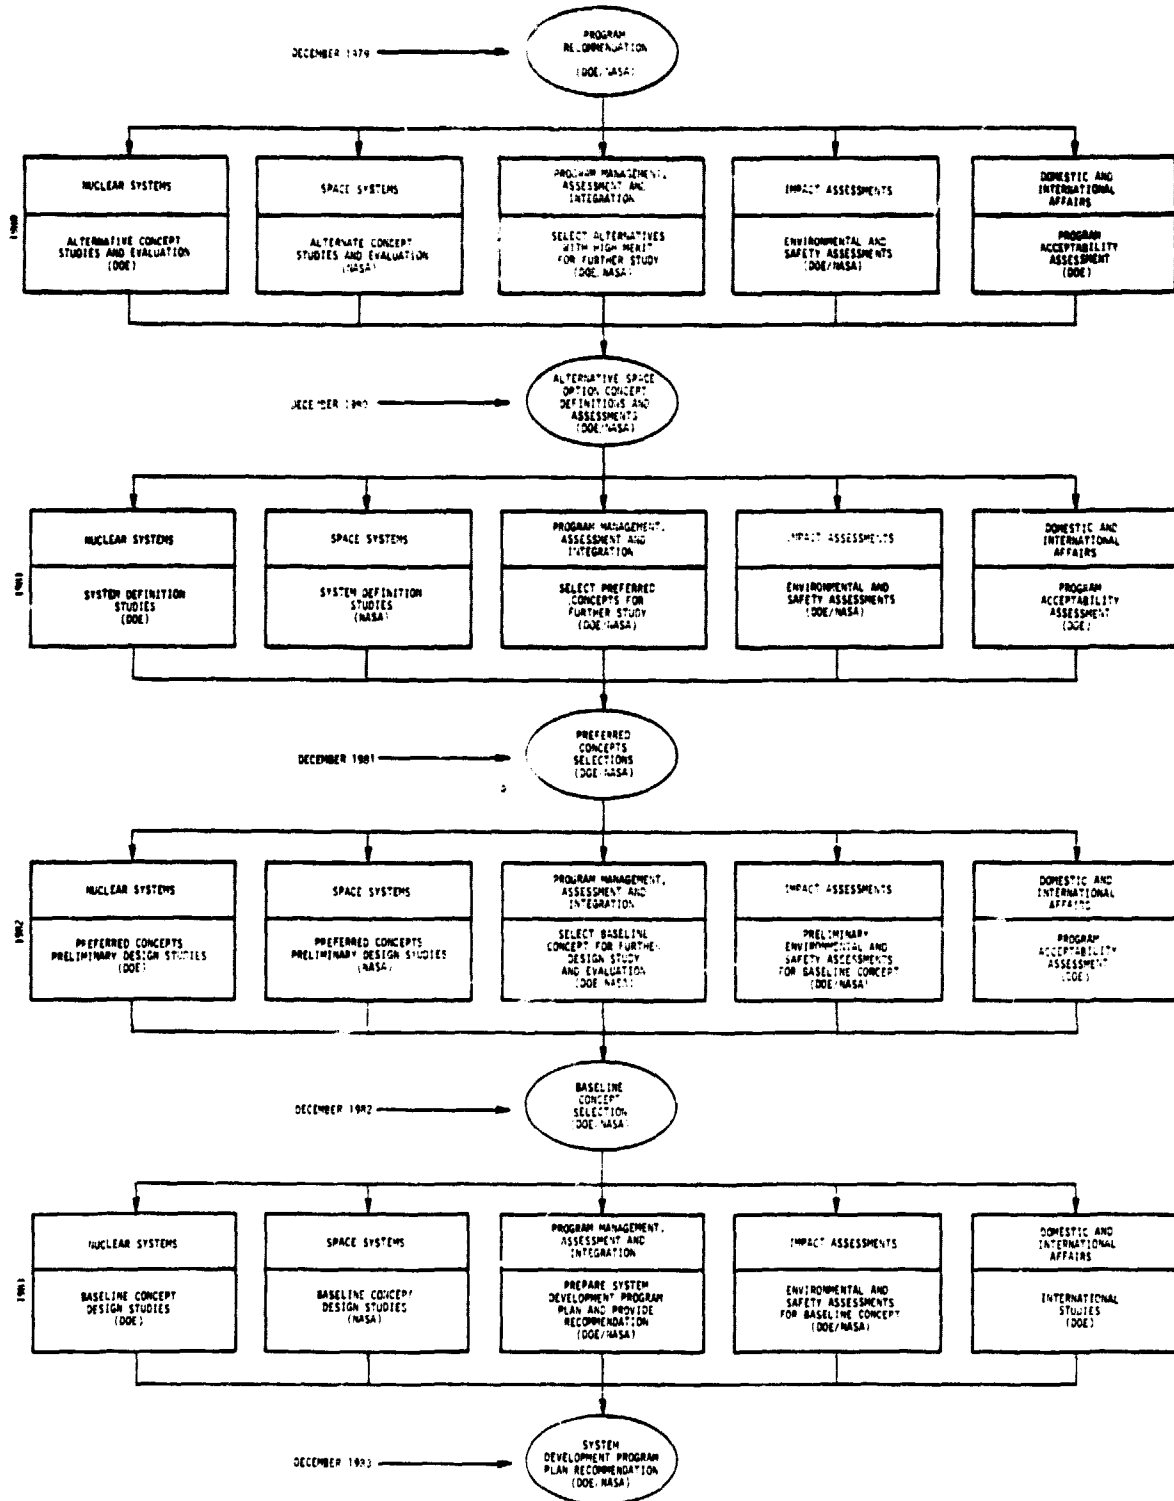 PROGRAM
RECOMMENDATION
(DOE/NASA)
DECEMBER 1979
1980
NUCLEAR SYSTEMS
ALTERNATIVE CONCEPT
STUDIES AND EVALUATION
(DOE)
SPACE SYSTEMS
ALTERNATE CONCEPT
STUDIES AND EVALUATION
(NASA)
PROGRAM MANAGEMENT,
ASSESSMENT AND
INTEGRATION
SELECT ALTERNATIVES
WITH HIGH MERIT
FOR FURTHER STUDY
(DOE/NASA)
IMPACT ASSESSMENTS
ENVIRONMENTAL AND
SAFETY ASSESSMENTS
(DOE/NASA)
DOMESTIC AND
INTERNATIONAL
AFFAIRS
PROGRAM
ACCEPTABILITY
ASSESSMENT
(DOE)
DECEMBER 1980
ALTERNATIVE SPACE
OPTION CONCEPT
DEFINITIONS AND
ASSESSMENTS
(DOE/NASA)
1981
NUCLEAR SYSTEMS
SYSTEM DEFINITION
STUDIES
(DOE)
SPACE SYSTEMS
SYSTEM DEFINITION
STUDIES
(NASA)
PROGRAM MANAGEMENT,
ASSESSMENT AND
INTEGRATION
SELECT PREFERRED
CONCEPTS FOR
FURTHER STUDY
(DOE/NASA)
IMPACT ASSESSMENTS
ENVIRONMENTAL AND
SAFETY ASSESSMENTS
(DOE/NASA)
DOMESTIC AND
INTERNATIONAL
AFFAIRS
PROGRAM
ACCEPTABILITY
ASSESSMENT
(DOE)
DECEMBER 1981
PREFERRED
CONCEPTS
SELECTIONS
(DOE/NASA)
1982
NUCLEAR SYSTEMS
PREFERRED CONCEPTS
PRELIMINARY DESIGN STUDIES
(DOE)
SPACE SYSTEMS
PREFERRED CONCEPTS
PRELIMINARY DESIGN STUDIES
(NASA)
PROGRAM MANAGEMENT,
ASSESSMENT AND
INTEGRATION
SELECT BASELINE
CONCEPT FOR FURTHER
DESIGN STUDY
AND EVALUATION
(DOE/NASA)
IMPACT ASSESSMENTS
PRELIMINARY
ENVIRONMENTAL AND
SAFETY ASSESSMENTS
FOR BASELINE CONCEPT
(DOE/NASA)
DOMESTIC AND
INTERNATIONAL
AFFAIRS
PROGRAM
ACCEPTABILITY
ASSESSMENT
(DOE)
DECEMBER 1982
BASELINE
CONCEPT
SELECTION
(DOE/NASA)
1983
NUCLEAR SYSTEMS
BASELINE CONCEPT
DESIGN STUDIES
(DOE)
SPACE SYSTEMS
BASELINE CONCEPT
DESIGN STUDIES
(NASA)
PROGRAM MANAGEMENT,
ASSESSMENT AND
INTEGRATION
PREPARE SYSTEM
DEVELOPMENT PROGRAM
PLAN AND PROVIDE
RECOMMENDATION
(DOE/NASA)
IMPACT ASSESSMENTS
ENVIRONMENTAL AND
SAFETY ASSESSMENTS
FOR BASELINE CONCEPT
(DOE/NASA)
DOMESTIC AND
INTERNATIONAL
AFFAIRS
INTERNATIONAL
STUDIES
(DOE)
DECEMBER 1983
SYSTEM
DEVELOPMENT PROGRAM
PLAN RECOMMENDATION
(DOE/NASA)